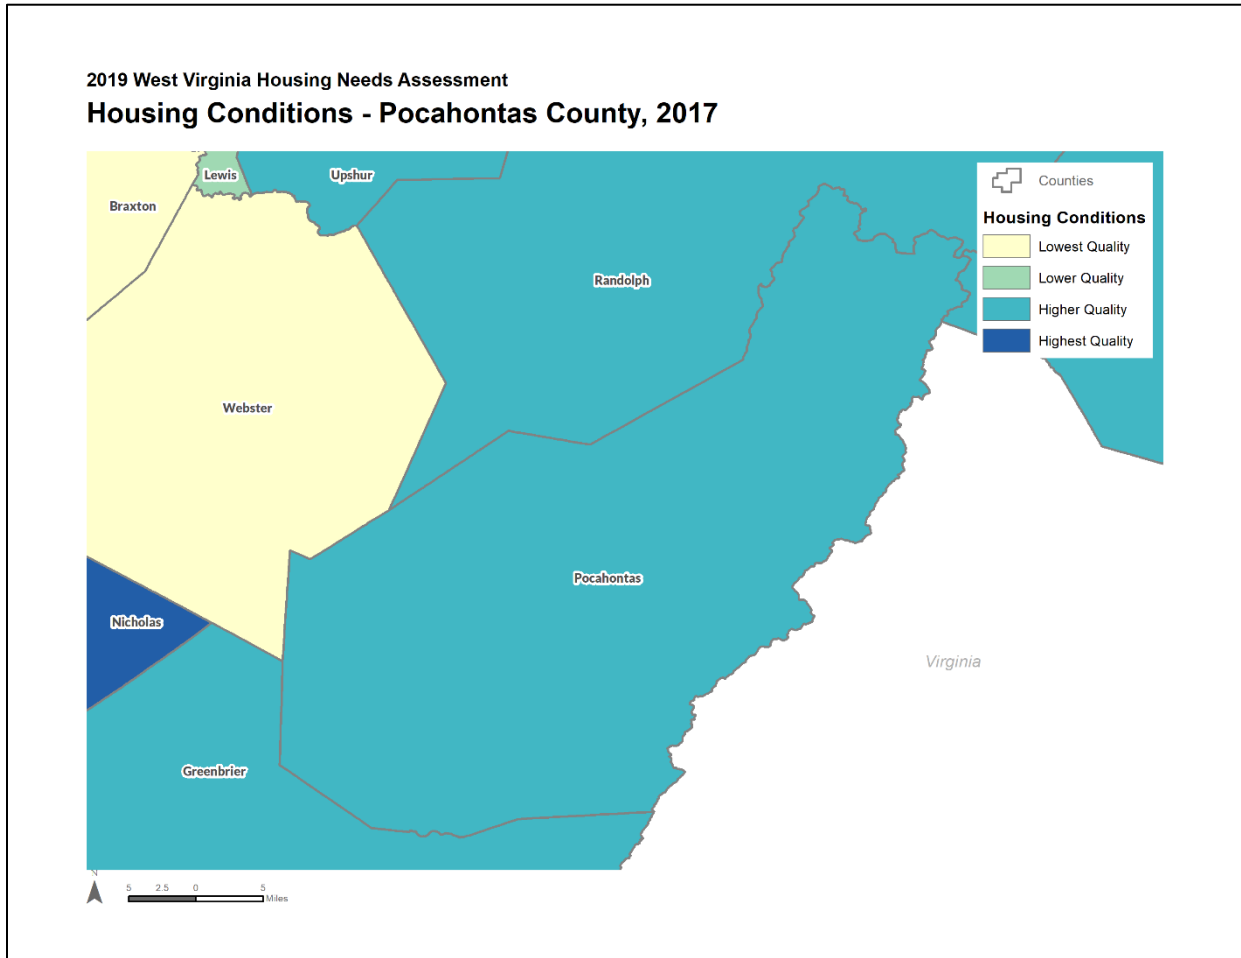 2019 West Virginia Housing Needs Assessment
Housing Conditions - Pocahontas County, 2017
Lewis
Upshur
Braxton
Randolph
Webster
Pocahontas
Nicholas
Virginia
Greenbrier
Counties
Housing Conditions
Lowest Quality
Lower Quality
Higher Quality
Highest Quality
N
5 2.5 0 5
Miles